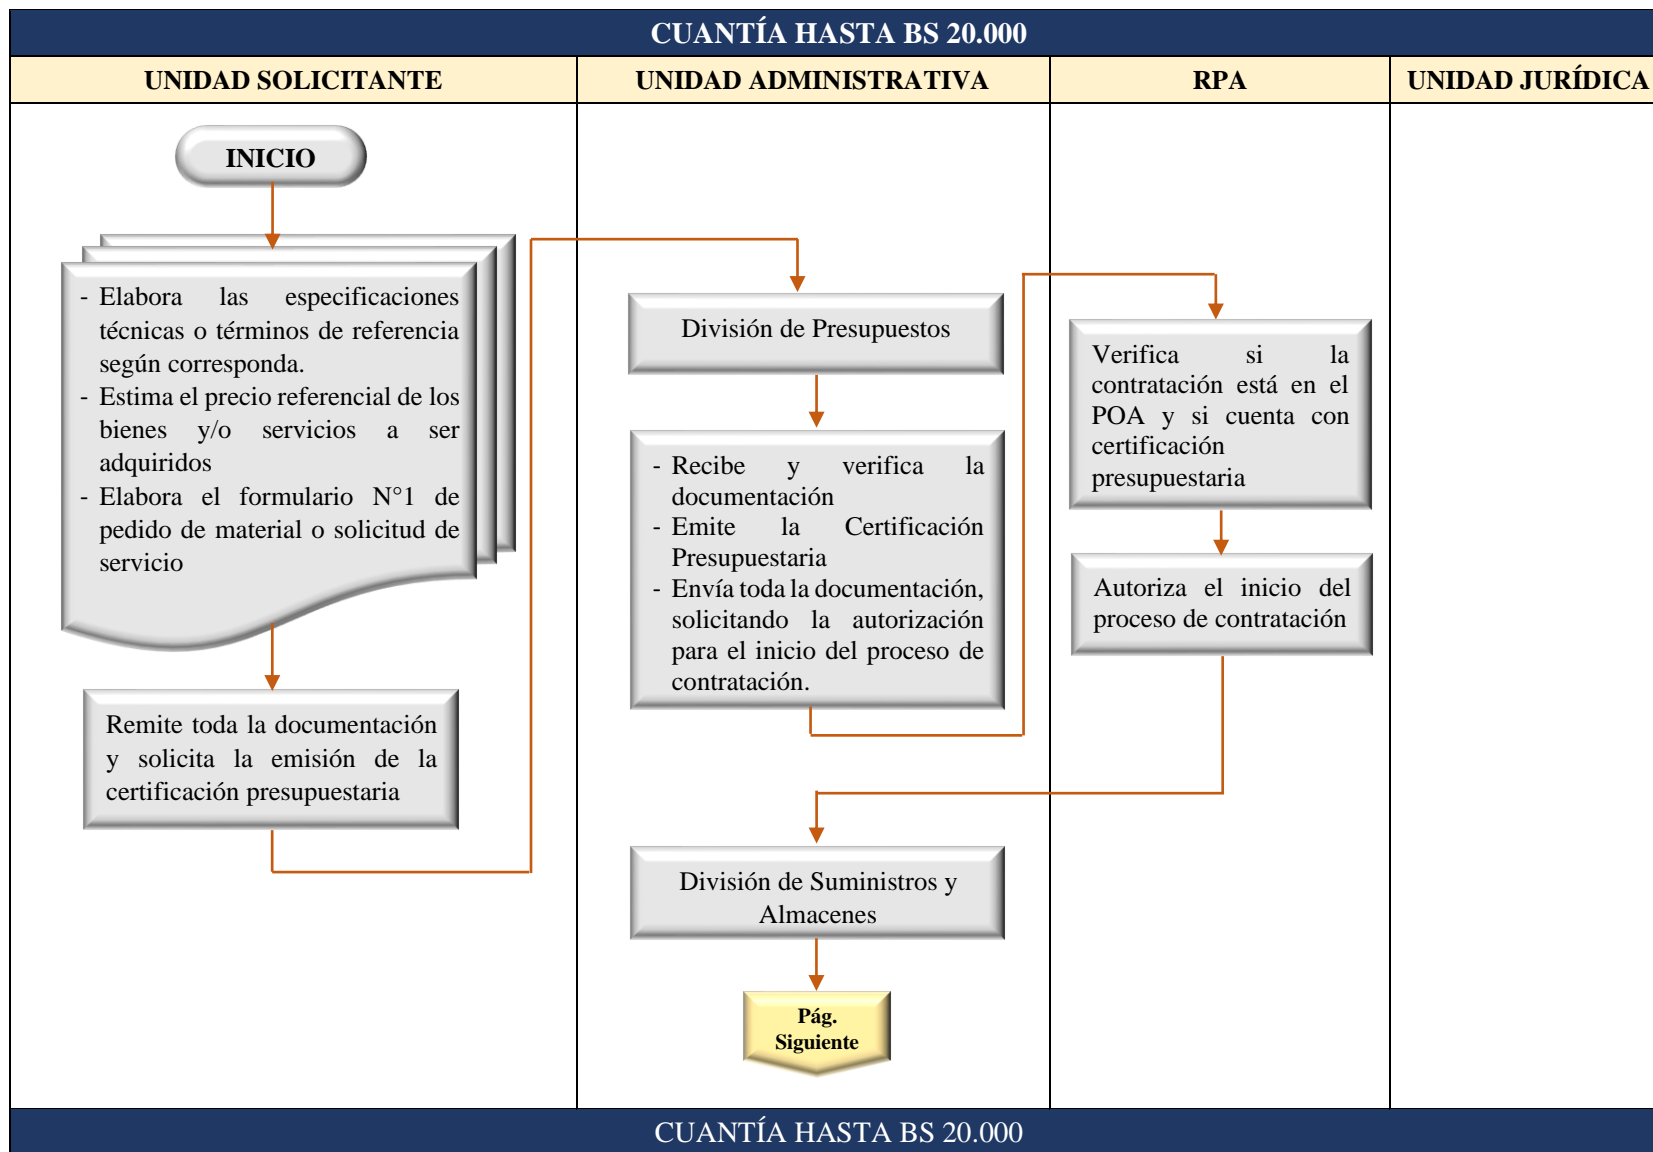 CUANTÍA HASTA BS 20.000
UNIDAD SOLICITANTE
UNIDAD ADMINISTRATIVA
RPA
UNIDAD JURÍDICA
INICIO
- Elabora las especificaciones
técnicas o términos de referencia
según corresponda.
- Estima el precio referencial de los
bienes y/o servicios a ser
adquiridos
- Elabora el formulario N°1 de
pedido de material o solicitud de
servicio
Remite toda la documentación
y solicita la emisión de la
certificación presupuestaria
División de Presupuestos
- Recibe y verifica la
documentación
- Emite la Certificación
Presupuestaria
- Envía toda la documentación,
solicitando la autorización
para el inicio del proceso de
contratación.
Verifica si la
contratación está en el
POA y si cuenta con
certificación
presupuestaria
Autoriza el inicio del
proceso de contratación
División de Suministros y
Almacenes
Pág.
Siguiente
CUANTÍA HASTA BS 20.000